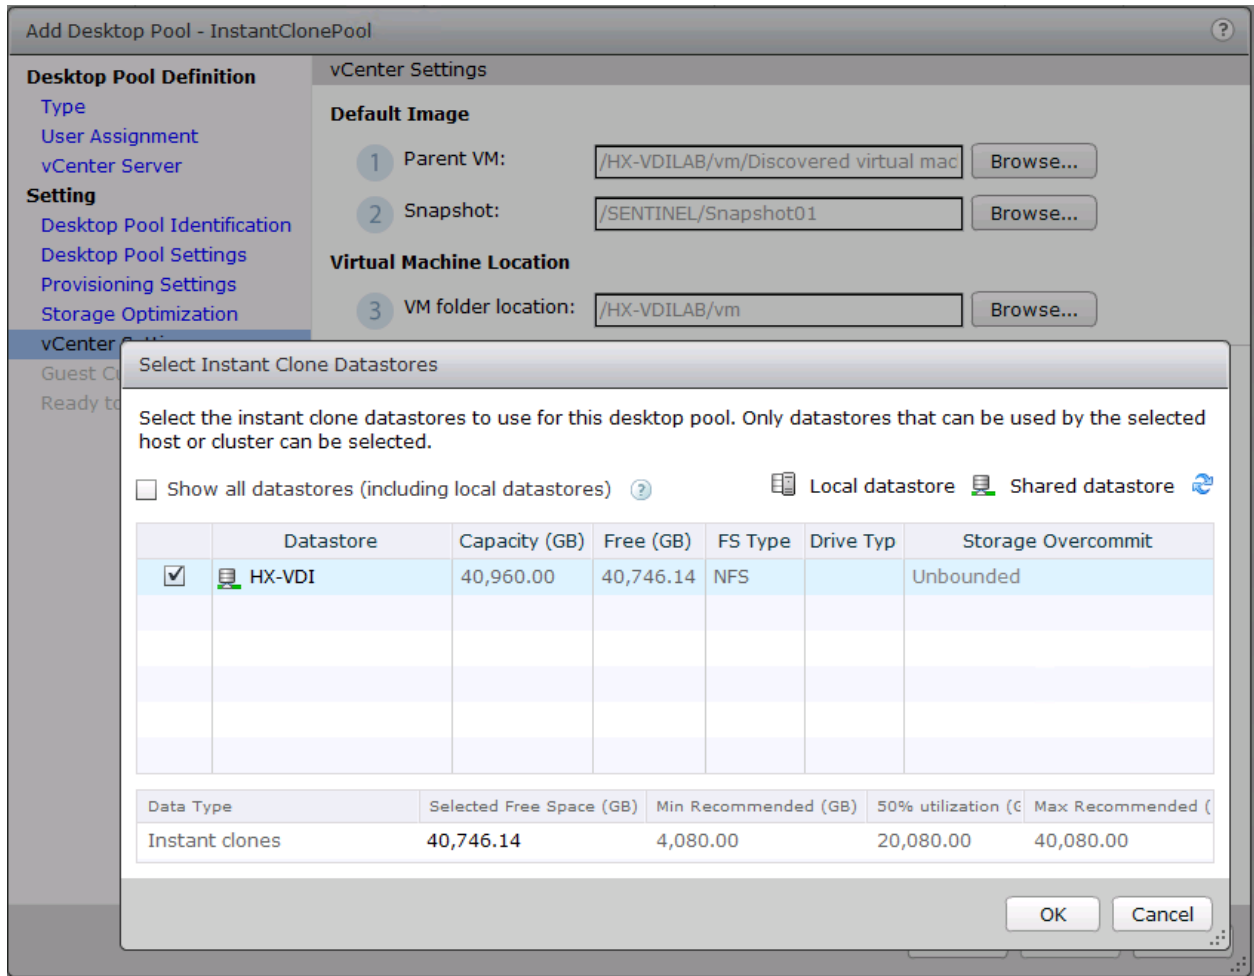 Add Desktop Pool - InstantClonePool
?
Desktop Pool Definition
Type
User Assignment
vCenter Server
Setting
Desktop Pool Identification
Desktop Pool Settings
Provisioning Settings
Storage Optimization
vCenter
Guest
Ready to
vCenter Settings
Default Image
1 Parent VM: /HX-VDILAB/vm/Discovered virtual mac Browse...
2 Snapshot: /SENTINEL/Snapshot01 Browse...
Virtual Machine Location
3 VM folder location: /HX-VDILAB/vm Browse...
Select Instant Clone Datastores
Select the instant clone datastores to use for this desktop pool. Only datastores that can be used by the selected
host or cluster can be selected.
Show all datastores (including local datastores) ? Local datastore Shared datastore
Datastore Capacity (GB) Free (GB) FS Type Drive Typ Storage Overcommit
HX-VDI 40,960.00 40,746.14 NFS Unbounded
Data Type Selected Free Space (GB) Min Recommended (GB) 50% utilization (G Max Recommended (
Instant clones 40,746.14 4,080.00 20,080.00 40,080.00
OK Cancel